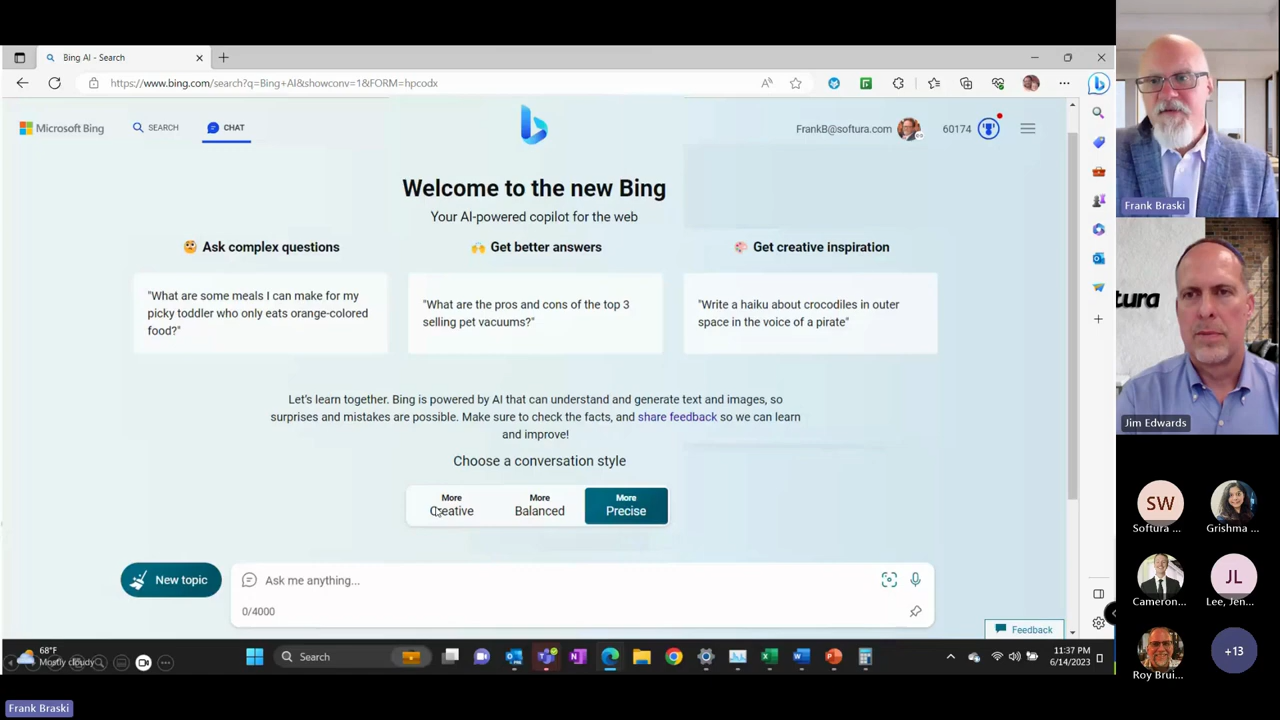 Bing AI - Search
https://www.bing.com/search?q=Bing+AI&showconv=1&FORM=hpcodx
Microsoft Bing
SEARCH
CHAT
FrankB@softura.com
60174
Welcome to the new Bing
Your AI-powered copilot for the web
Ask complex questions
Get better answers
Get creative inspiration
"What are some meals I can make for my
picky toddler who only eats orange-colored
food?"
"What are the pros and cons of the top 3
selling pet vacuums?"
"Write a haiku about crocodiles in outer
space in the voice of a pirate"
Let's learn together. Bing is powered by AI that can understand and generate text and images, so
surprises and mistakes are possible. Make sure to check the facts, and share feedback so we can learn
and improve!
Choose a conversation style
More
Creative
More
Balanced
More
Precise
New topic
Ask me anything...
0/4000
Feedback
68°F
Mostly cloudy
Search
11:37 PM
6/14/2023
Frank Braski
Frank Braski
tura
Jim Edwards
SW
Softura ...
Grishma ...
Cameron...
JL
Lee, Jen...
Roy Brui...
+13